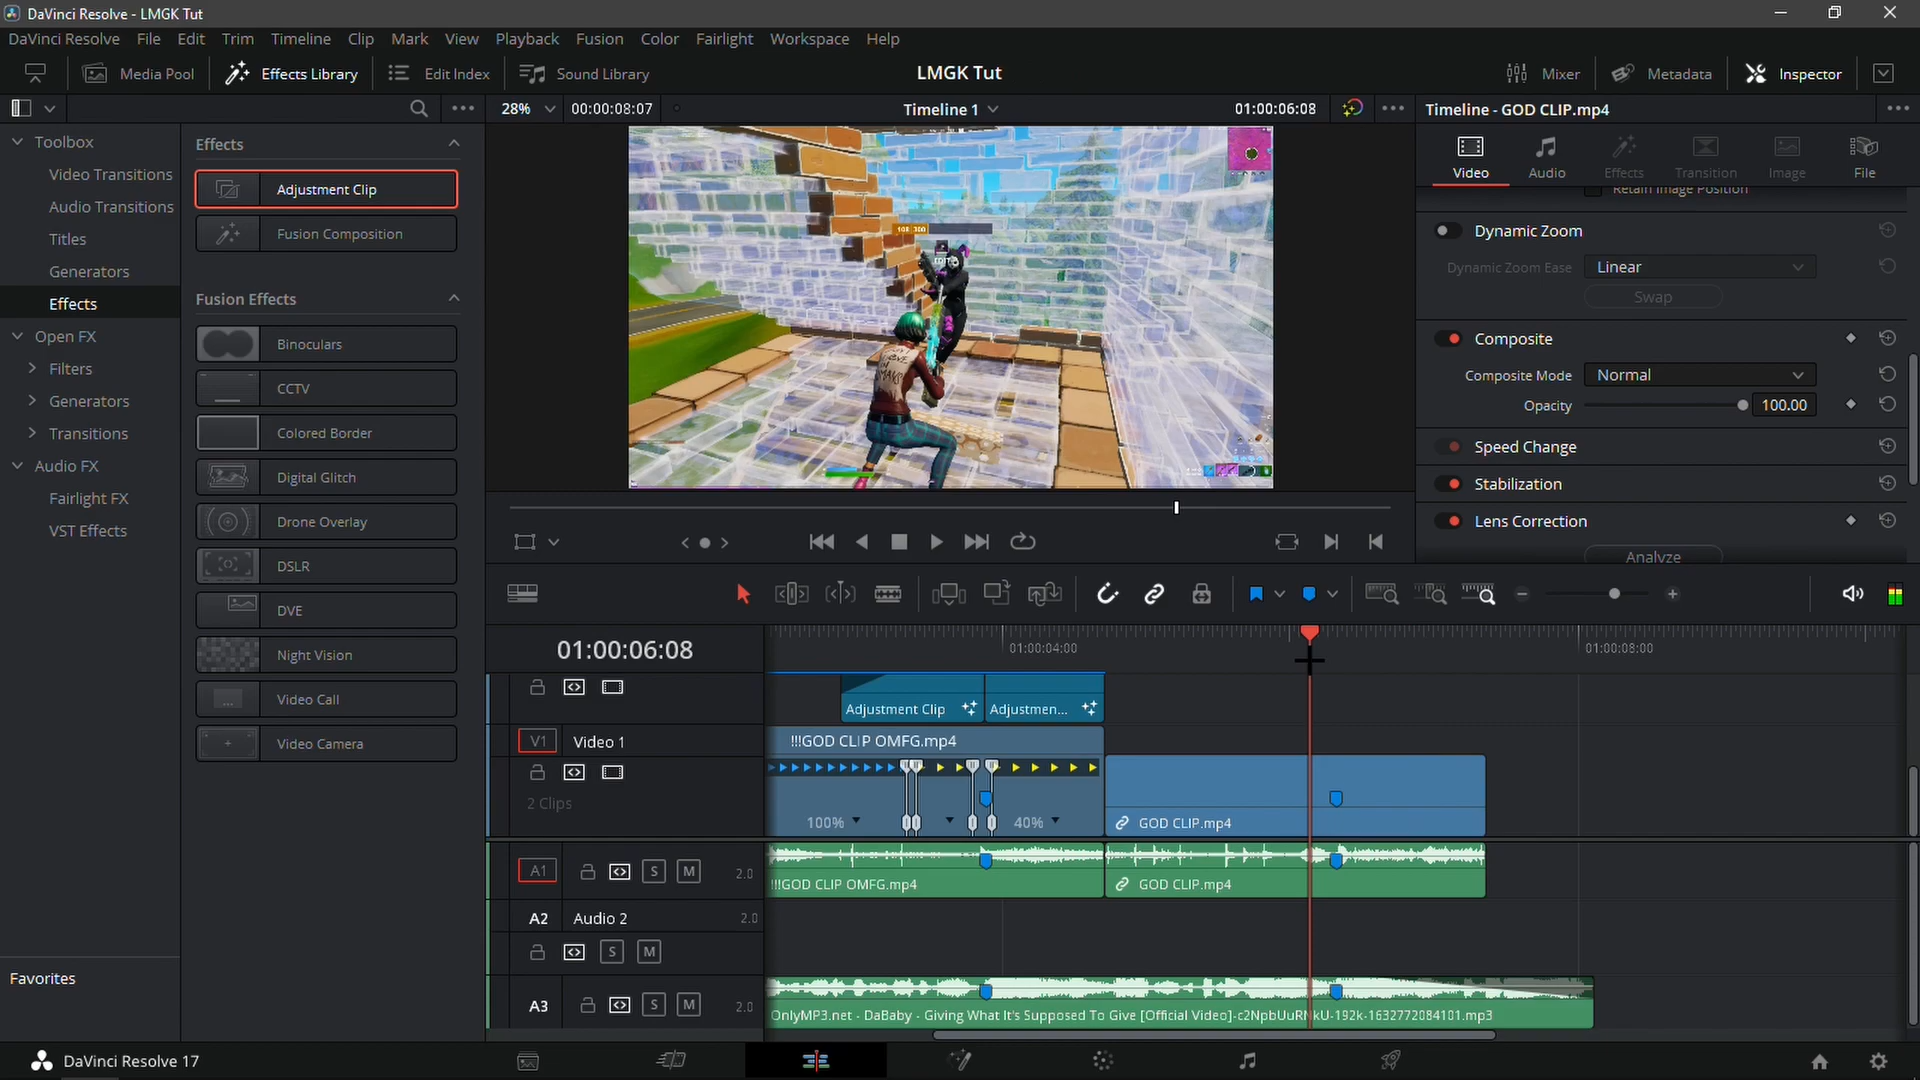 DaVinci Resolve - LMGK Tut
DaVinci Resolve File Edit Trim Timeline Clip Mark View Playback Fusion Color Fairlight Workspace Help
Media Pool Effects Library Edit Index Sound Library LMGK Tut Mixer Metadata Inspector
28% 00:00:08:07 Timeline 1 01:00:06:08 Timeline - GOD CLIP.mp4
Toolbox
Video Transitions
Audio Transitions
Titles
Generators
Effects
Open FX
Filters
Generators
Transitions
Audio FX
Fairlight FX
VST Effects
Favorites
Effects
Adjustment Clip
Fusion Composition
Fusion Effects
Binoculars
CCTV
Colored Border
Digital Glitch
Drone Overlay
DSLR
DVE
Night Vision
Video Call
Video Camera
EDIT
Video Audio Effects Transition Image File
Retain Image Position
Dynamic Zoom
Dynamic Zoom Ease Linear
Swap
Composite
Composite Mode Normal
Opacity 100.00
Speed Change
Stabilization
Lens Correction
Analyze
01:00:06:08
01:00:04:00 01:00:08:00
Adjustment Clip Adjustmen...
V1 Video 1 !!!GOD CLIP OMFG.mp4
2 Clips
100% 40% GOD CLIP.mp4
A1 S M 2.0
!!!GOD CLIP OMFG.mp4 GOD CLIP.mp4
A2 Audio 2 2.0
S M
A3 S M 2.0
OnlyMP3.net - DaBaby - Giving What It's Supposed To Give [Official Video]-c2NpbUuRNkU-192k-1632772084101.mp3
DaVinci Resolve 17